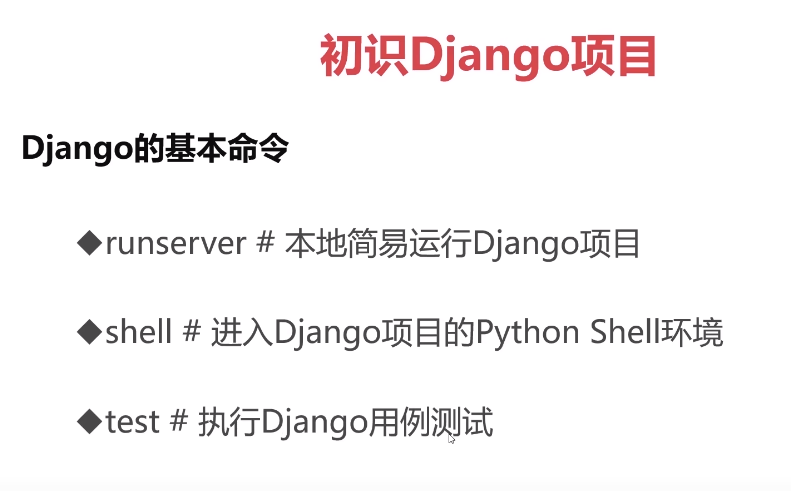 初识Django项目
Django的基本命令
◆runserver # 本地简易运行Django项目
◆shell # 进入Django项目的Python Shell环境
◆test # 执行Django用例测试